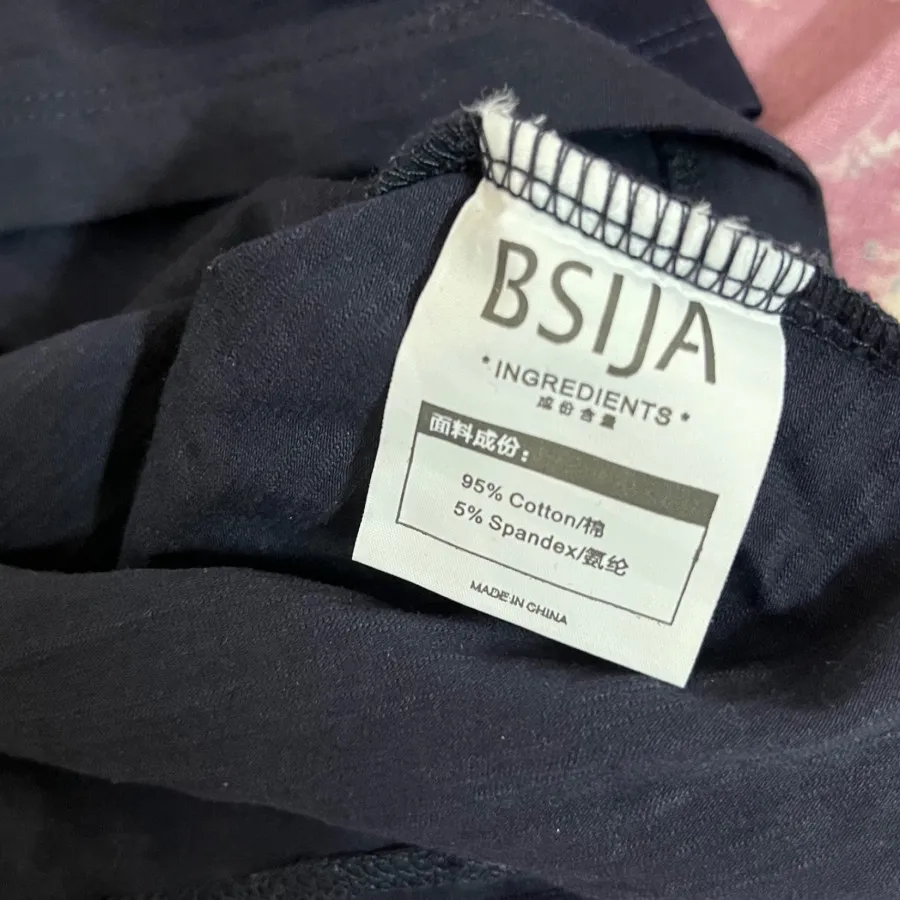 BSIJA
* INGREDIENTS *
成份含量
面料成份：
95% Cotton/棉
5% Spandex/氨纶
MADE IN CHINA